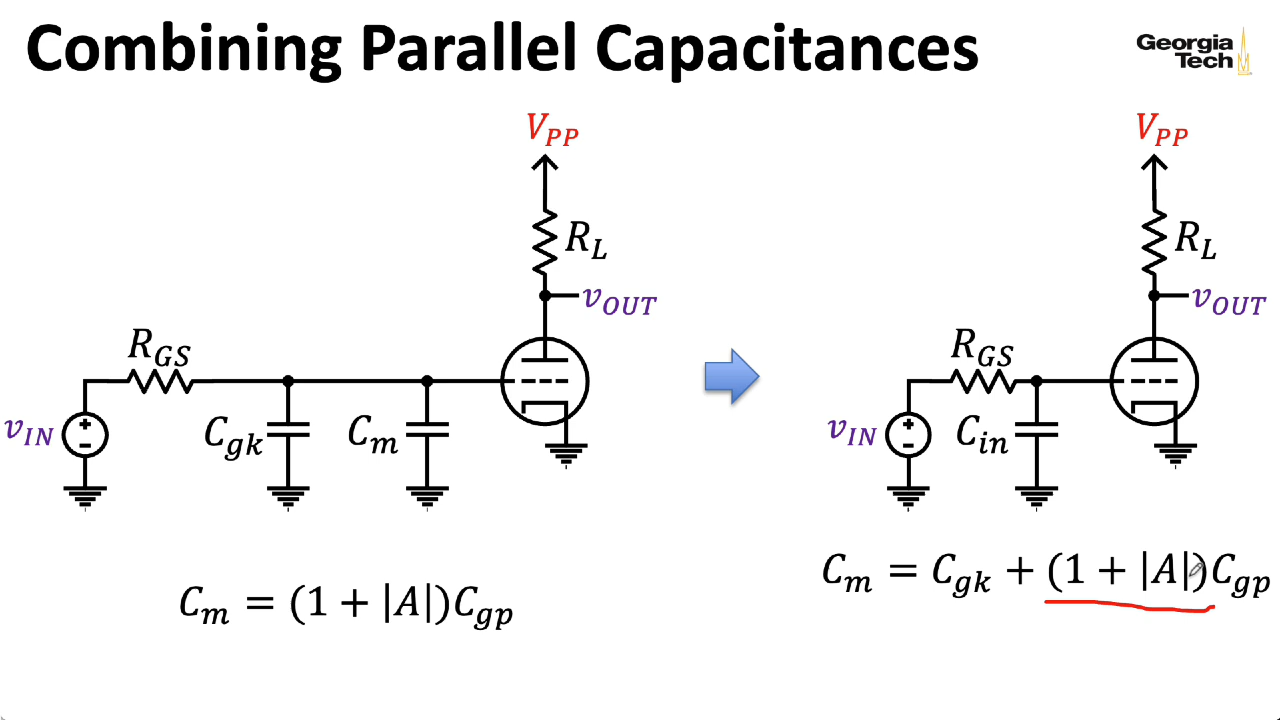 Combining Parallel Capacitances
Georgia
Tech
V_PP
R_L
v_OUT
R_GS
v_IN
C_gk
C_m
C_m = (1 + |A|)C_gp
V_PP
R_L
v_OUT
R_GS
v_IN
C_in
C_m = C_gk + (1 + |A|)C_gp